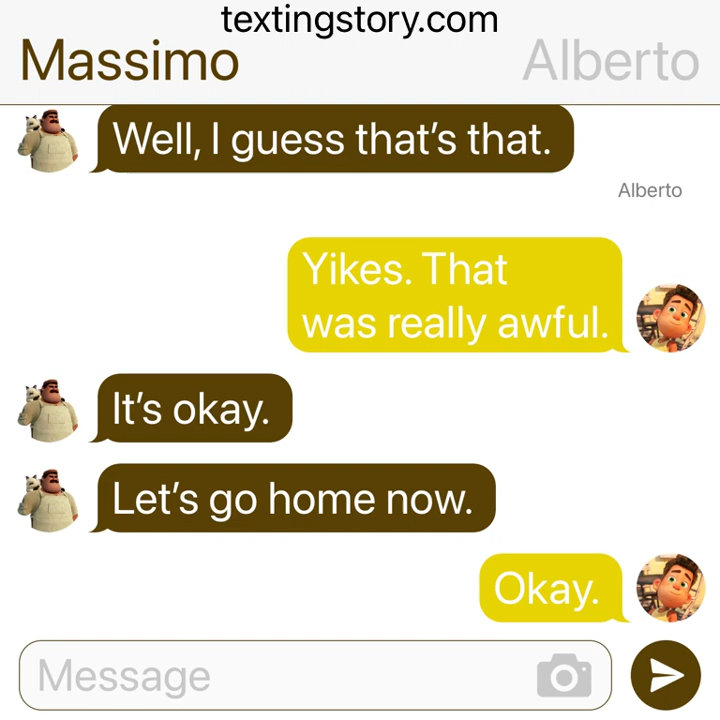 textingstory.com
Massimo
Alberto
Well, I guess that’s that.
Alberto
Yikes. That
was really awful.
It’s okay.
Let’s go home now.
Okay.
Message